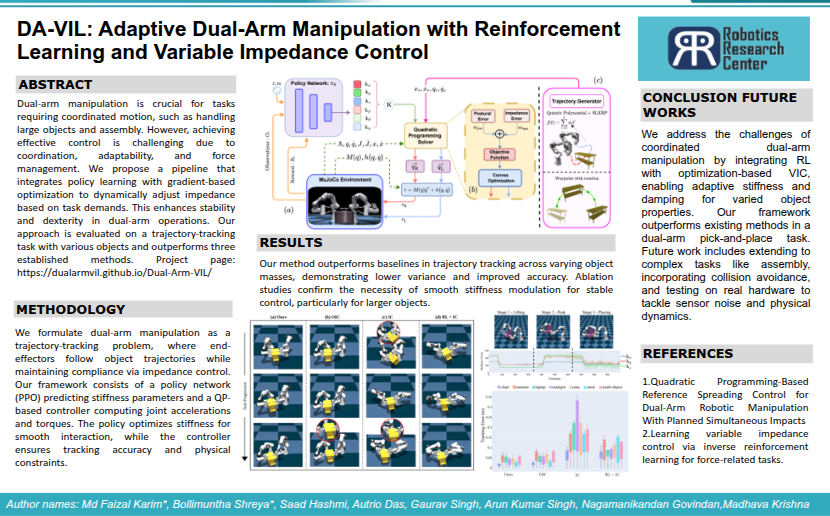 DA-VIL: Adaptive Dual-Arm Manipulation with Reinforcement
Learning and Variable Impedance Control
Robotics
Research
Center
ABSTRACT
Dual-arm manipulation is crucial for tasks
requiring coordinated motion, such as handling
large objects and assembly. However, achieving
effective control is challenging due to
coordination, adaptability, and force
management. We propose a pipeline that
integrates policy learning with gradient-based
optimization to dynamically adjust impedance
based on task demands. This enhances stability
and dexterity in dual-arm operations. Our
approach is evaluated on a trajectory-tracking
task with various objects and outperforms three
established methods. Project page:
https://dualarmvil.github.io/Dual-Arm-VIL/
METHODOLOGY
We formulate dual-arm manipulation as a
trajectory-tracking problem, where end-
effectors follow object trajectories while
maintaining compliance via impedance control.
Our framework consists of a policy network
(PPO) predicting stiffness parameters and a QP-
based controller computing joint accelerations
and torques. The policy optimizes stiffness for
smooth interaction, while the controller
ensures tracking accuracy and physical
constraints.
Policy Network:
K
Quadratic
Programming
Solver
MuJoCo Environment
(a)
Postural
Error
Impedance
Error
Objective
Function
Convex
Optimization
(b)
(c)
Trajectory Generator
Quintic Polynomial + SLERP
Waypoint data creation
RESULTS
Our method outperforms baselines in trajectory tracking across varying object
masses, demonstrating lower variance and improved accuracy. Ablation
studies confirm the necessity of smooth stiffness modulation for stable
control, particularly for larger objects.
(a) Ours
(b) OSC
(c) IC
(d) RL + IC
Stage 1 - Lifting
Stage 2 - Peak
Stage 3 - Placing
Tracking Error (m)
Ours
OSC
IC
RL + IC
CONCLUSION FUTURE
WORKS
We address the challenges of
coordinated dual-arm
manipulation by integrating RL
with optimization-based VIC,
enabling adaptive stiffness and
damping for varied object
properties. Our framework
outperforms existing methods in a
dual-arm pick-and-place task.
Future work includes extending to
complex tasks like assembly,
incorporating collision avoidance,
and testing on real hardware to
tackle sensor noise and physical
dynamics.
REFERENCES
1.Quadratic Programming-Based
Reference Spreading Control for
Dual-Arm Robotic Manipulation
With Planned Simultaneous Impacts
2.Learning variable impedance
control via inverse reinforcement
learning for force-related tasks.
Author names: Md Faizal Karim*, Bollimuntha Shreya*, Saad Hashmi, Autrio Das, Gaurav Singh, Arun Kumar Singh, Nagamanikandan Govindan,Madhava Krishna